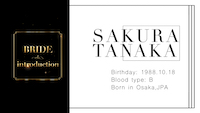 BRIDE
introduction
SAKURA
TANAKA
Birthday: 1988.10.18
Blood type: B
Born in Osaka,JPA